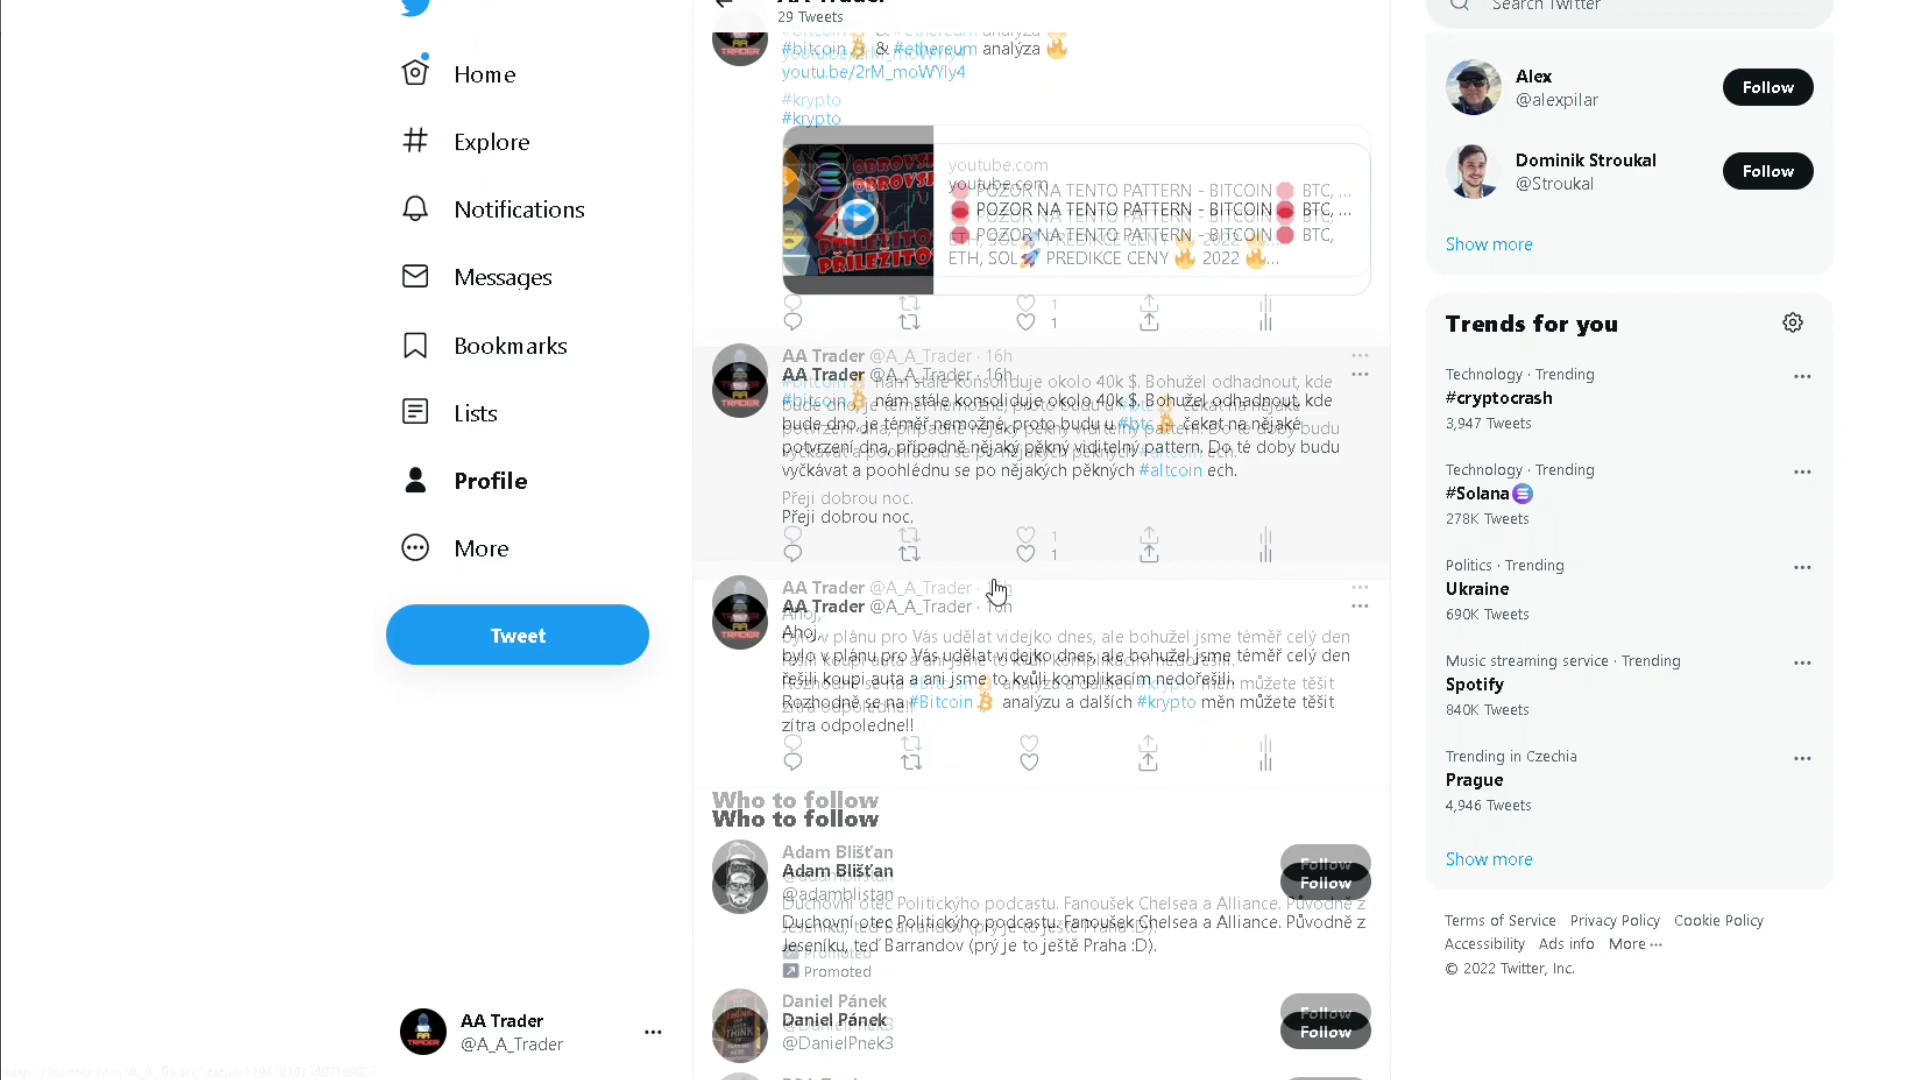 AA Trader
29 Tweets
#bitcoin & #ethereum analýza
youtu.be/2rM_moWYly4
#krypto
youtube.com
POZOR NA TENTO PATTERN - BITCOIN BTC, ...
POZOR NA TENTO PATTERN - BITCOIN BTC,
ETH, SOL PREDIKCE CENY 2022 ...
1
AA Trader @A_A_Trader · 16h
#bitcoin nám stále konsoliduje okolo 40k $. Bohužel odhadnout, kde
bude dno, je téměř nemožné, proto budu u #btc čekat na nějaké
potvrzení dna, případně nějaký pěkný viditelný pattern. Do té doby budu
vyčkávat a poohlédnu se po nějakých pěkných #altcoin ech.
Přeji dobrou noc.
1
AA Trader @A_A_Trader · 16h
Ahoj,
bylo v plánu pro Vás udělat videjko dnes, ale bohužel jsme téměř celý den
řešili koupi auta a ani jsme to kvůli komplikacím nedořešili.
Rozhodně se na #Bitcoin analýzu a dalších #krypto měn můžete těšit
zítra odpoledne!!
Who to follow
Adam Blišťan
@adamblistan
Follow
Duchovní otec Politickýho podcastu. Fanoušek Chelsea a Alliance. Původně z
Jeseníku, teď Barrandov (prý je to ještě Praha :D).
Promoted
Daniel Pánek
@DanielPnek3
Follow
Home
Explore
Notifications
Messages
Bookmarks
Lists
Profile
More
Tweet
AA Trader
@A_A_Trader
Search Twitter
Alex
@alexpilar
Follow
Dominik Stroukal
@Stroukal
Follow
Show more
Trends for you
Technology · Trending
#cryptocrash
3,947 Tweets
Technology · Trending
#Solana
278K Tweets
Politics · Trending
Ukraine
690K Tweets
Music streaming service · Trending
Spotify
840K Tweets
Trending in Czechia
Prague
4,946 Tweets
Show more
Terms of Service Privacy Policy Cookie Policy
Accessibility Ads info More ···
© 2022 Twitter, Inc.